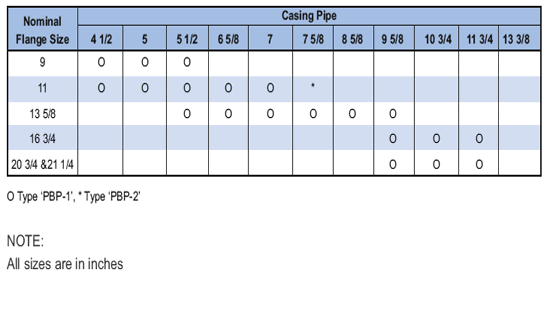 Nominal Flange Size Casing Pipe
4 1/2 5 5 1/2 6 5/8 7 7 5/8 8 5/8 9 5/8 10 3/4 11 3/4 13 3/8
9 O O O
11 O O O O O *
13 5/8 O O O O O O
16 3/4 O O O
20 3/4 &21 1/4 O O O
O Type ‘PBP-1’, * Type ‘PBP-2’
NOTE:
All sizes are in inches